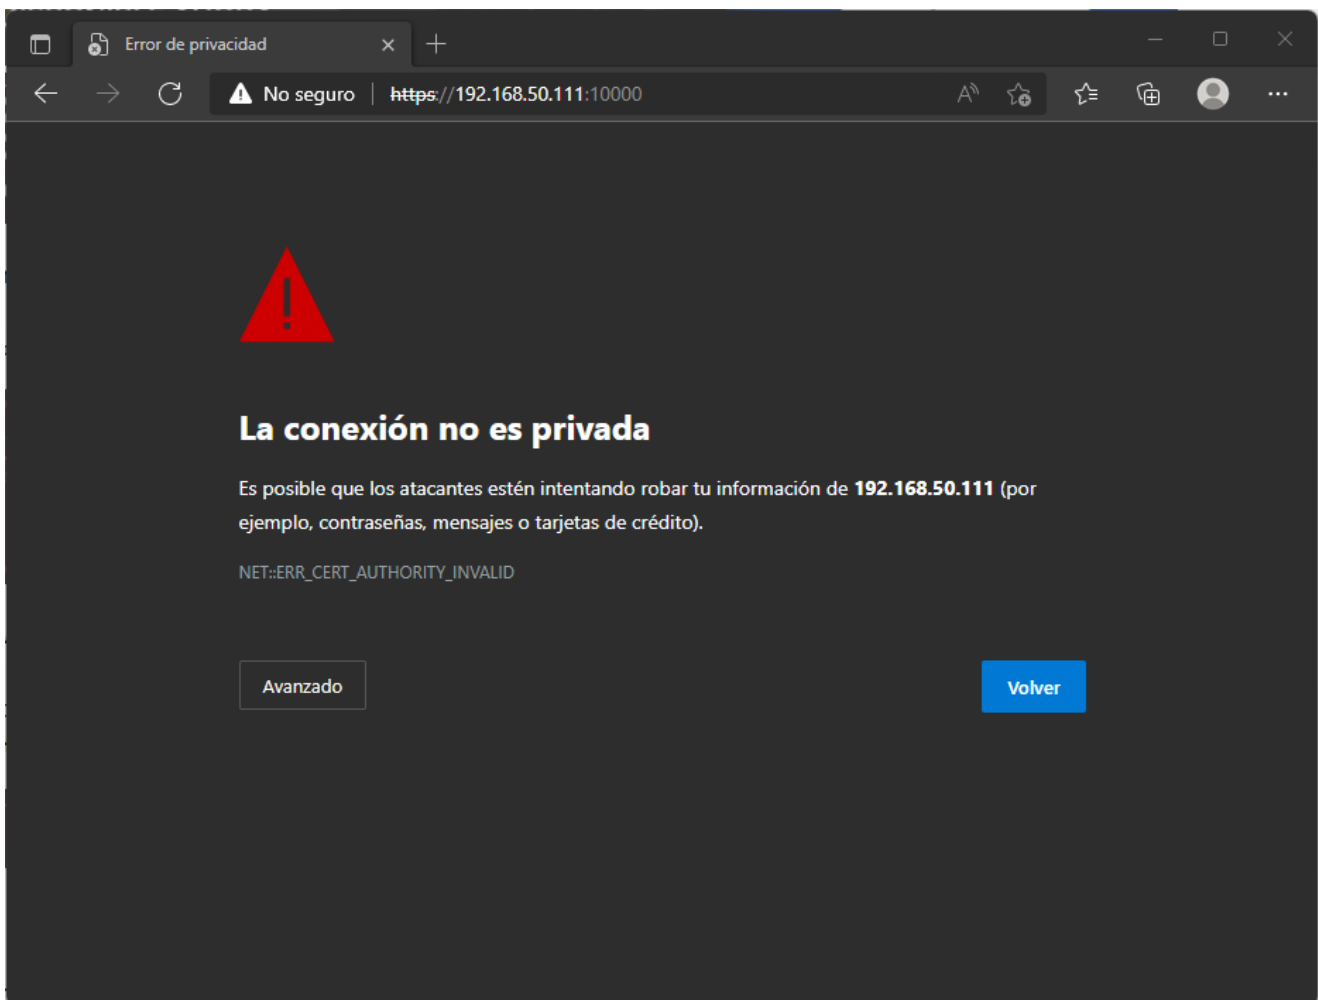 Error de privacidad
No seguro https://192.168.50.111:10000
La conexión no es privada
Es posible que los atacantes estén intentando robar tu información de 192.168.50.111 (por
ejemplo, contraseñas, mensajes o tarjetas de crédito).
NET::ERR_CERT_AUTHORITY_INVALID
Avanzado Volver